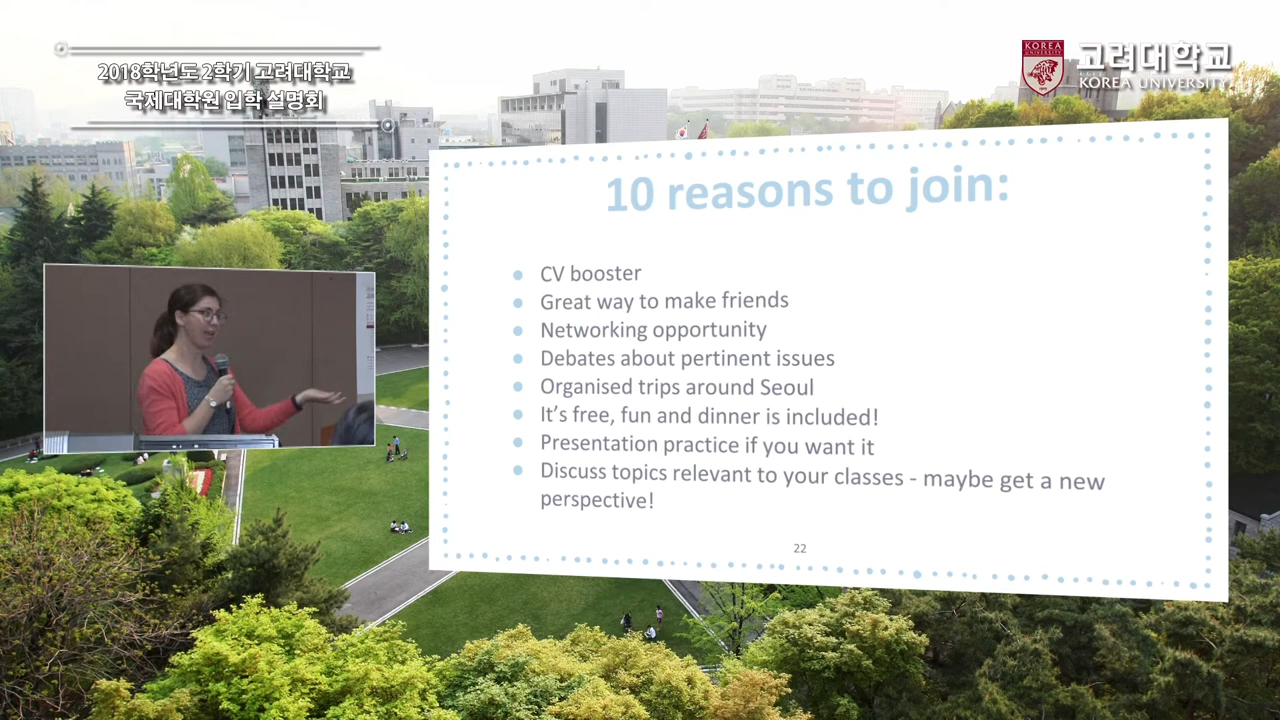 2018학년도 2학기 고려대학교
국제대학원 입학 설명회
KOREA
UNIVERSITY
고려대학교
KOREA UNIVERSITY
10 reasons to join:
CV booster
Great way to make friends
Networking opportunity
Debates about pertinent issues
Organised trips around Seoul
It's free, fun and dinner is included!
Presentation practice if you want it
Discuss topics relevant to your classes - maybe get a new
perspective!
22